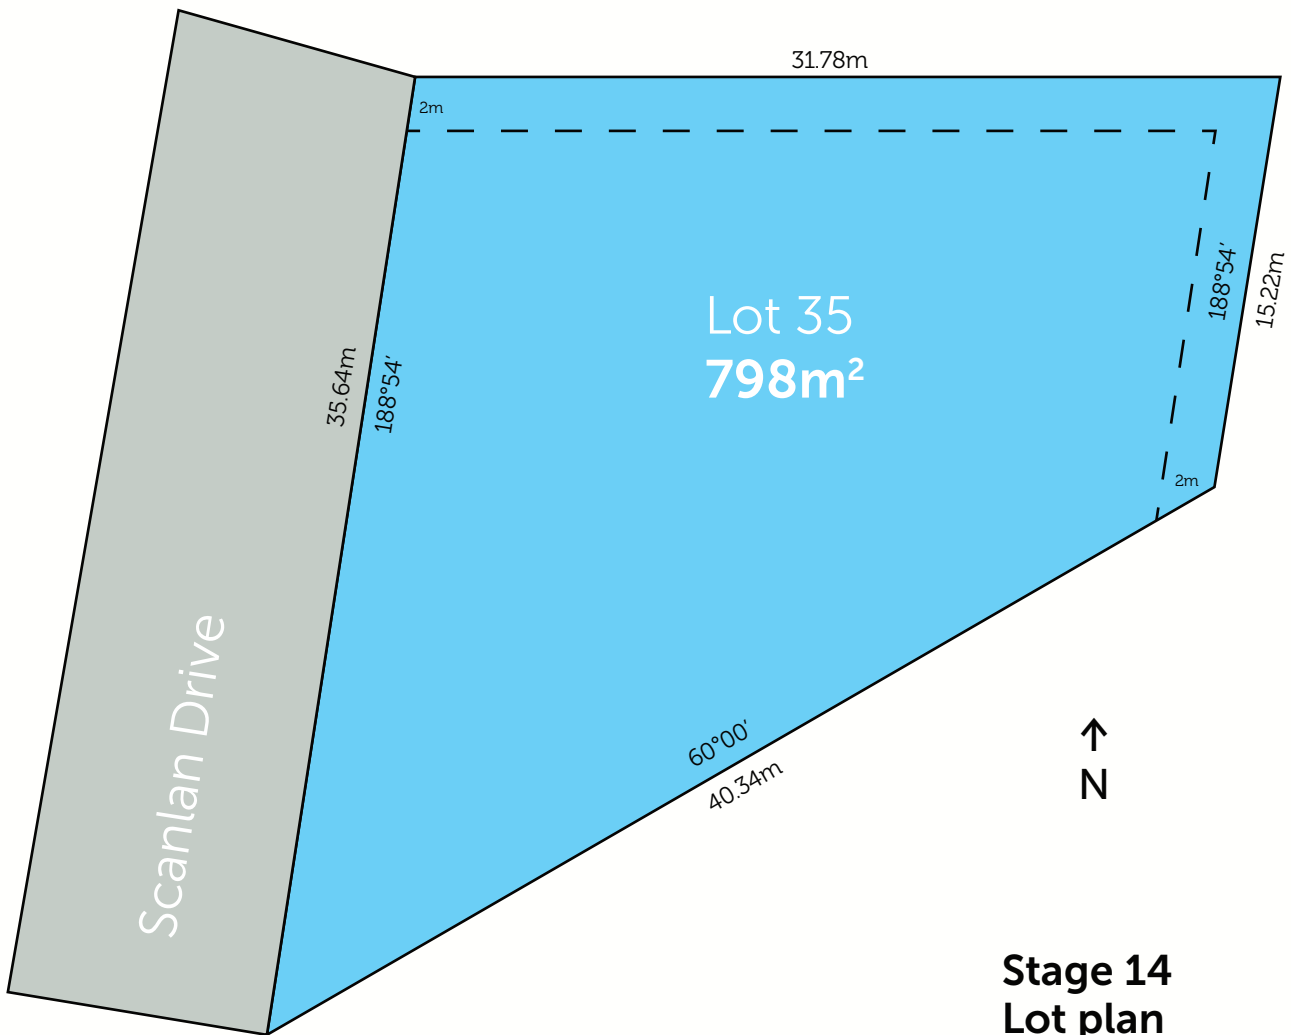 31.78m
2m
188°54′
15.22m
Lot 35
798m²
35.64m
188°54′
2m
Scanlan Drive
60°00′
40.34m
N
Stage 14
Lot plan